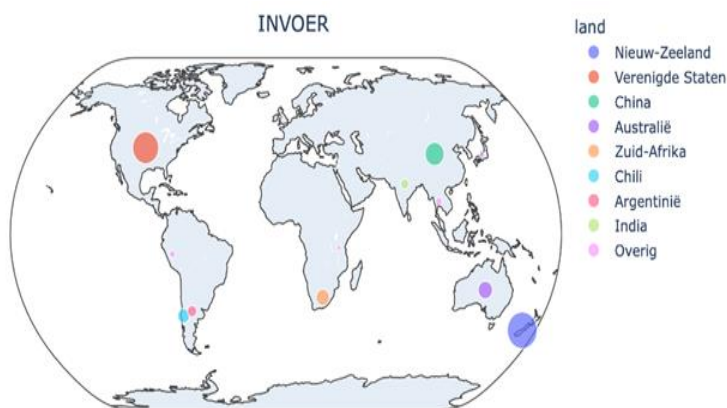 INVOER
land
Nieuw-Zeeland
Verenigde Staten
China
Australië
Zuid-Afrika
Chili
Argentinië
India
Overig